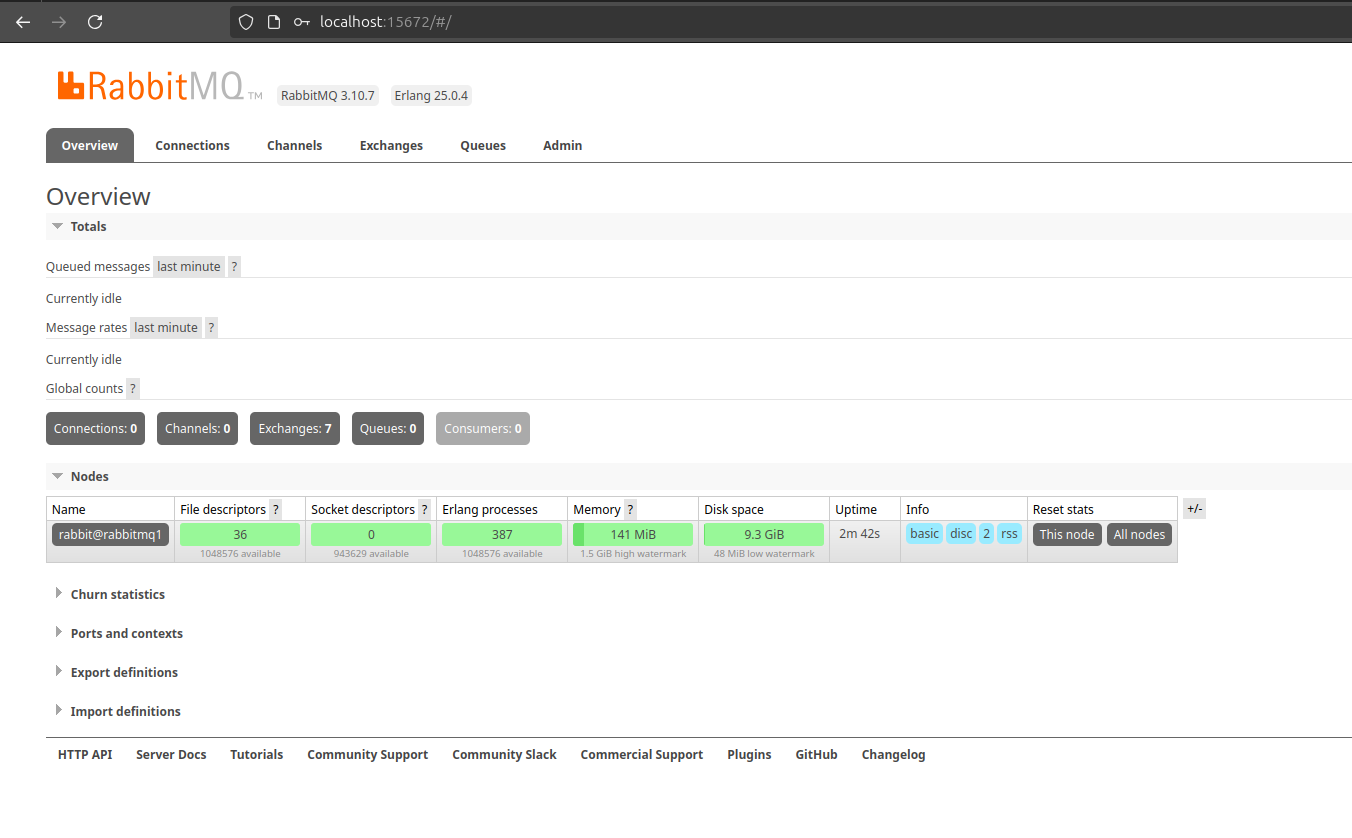 localhost:15672/#/
RabbitMQ TM RabbitMQ 3.10.7 Erlang 25.0.4
Overview Connections Channels Exchanges Queues Admin
Overview
Totals
Queued messages last minute ?
Currently idle
Message rates last minute ?
Currently idle
Global counts ?
Connections: 0 Channels: 0 Exchanges: 7 Queues: 0 Consumers: 0
Nodes
Name File descriptors ? Socket descriptors ? Erlang processes Memory ? Disk space Uptime Info Reset stats +/-
rabbit@rabbitmq1 36 0 387 141 MiB 9.3 GiB 2m 42s basic disc 2 rss This node All nodes
1048576 available 943629 available 1048576 available 1.5 GiB high watermark 48 MiB low watermark
Churn statistics
Ports and contexts
Export definitions
Import definitions
HTTP API Server Docs Tutorials Community Support Community Slack Commercial Support Plugins GitHub Changelog